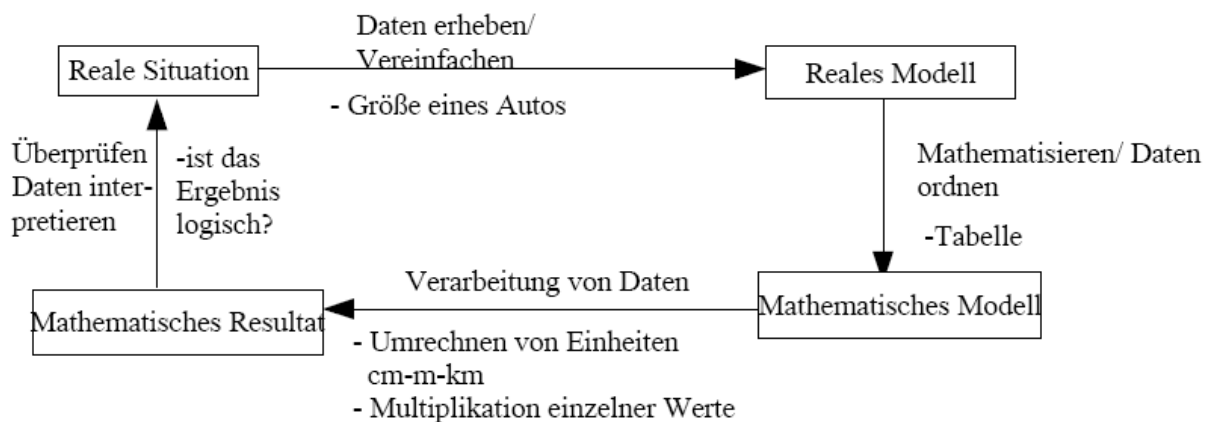 Daten erheben/
Vereinfachen
Reale Situation
Reales Modell
- Größe eines Autos
Überprüfen
Daten inter-
pretieren
-ist das
Ergebnis
logisch?
Mathematisieren/ Daten
ordnen
-Tabelle
Verarbeitung von Daten
Mathematisches Resultat
Mathematisches Modell
- Umrechnen von Einheiten
cm-m-km
- Multiplikation einzelner Werte